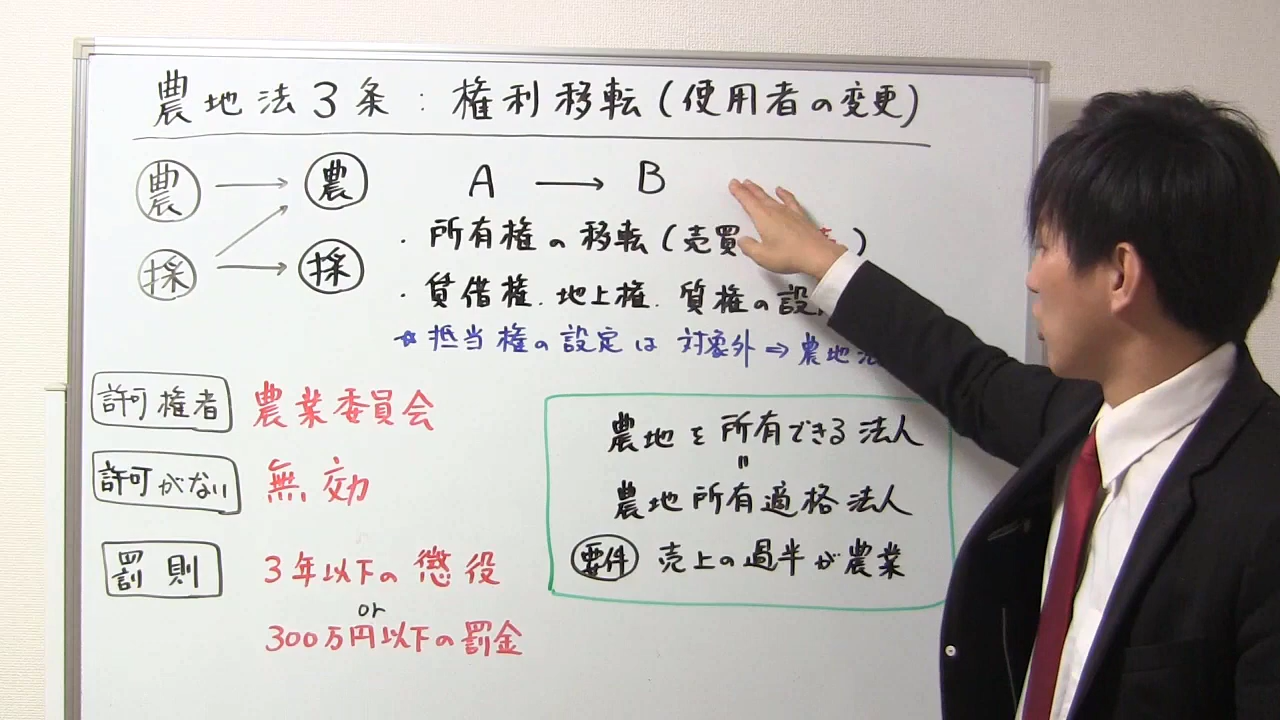 農地法3条：権利移転(使用者の変更)
農 → 農
採 → 採
A → B
・所有権の移転(売買 )
・賃借権．地上権．質権の設
☆抵当権の設定は対象外⇒農地法
許可権者 農業委員会
許可がない 無効
罰則 3年以下の懲役
or
300万円以下の罰金
農地を所有できる法人
〃
農地所有適格法人
要件 売上の過半が農業